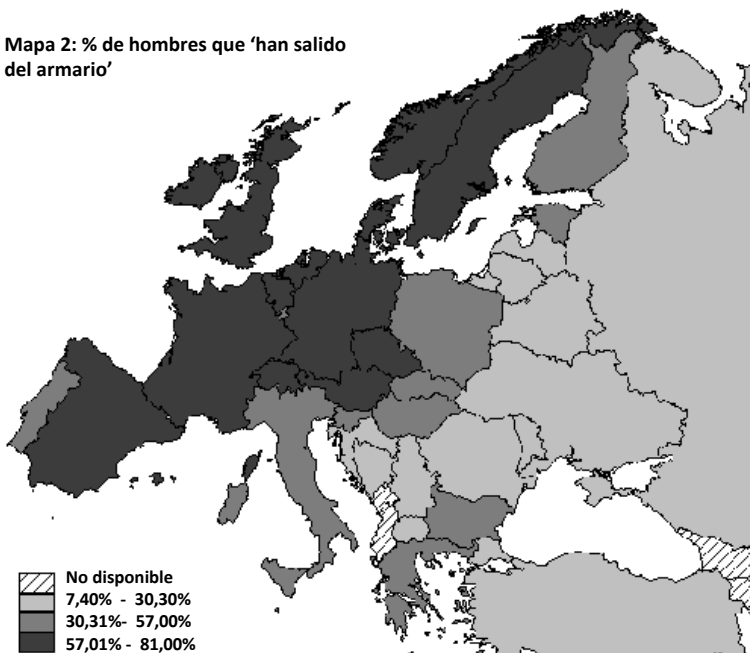 Mapa 2: % de hombres que ‘han salido
del armario’
No disponible
7,40% - 30,30%
30,31%- 57,00%
57,01% - 81,00%